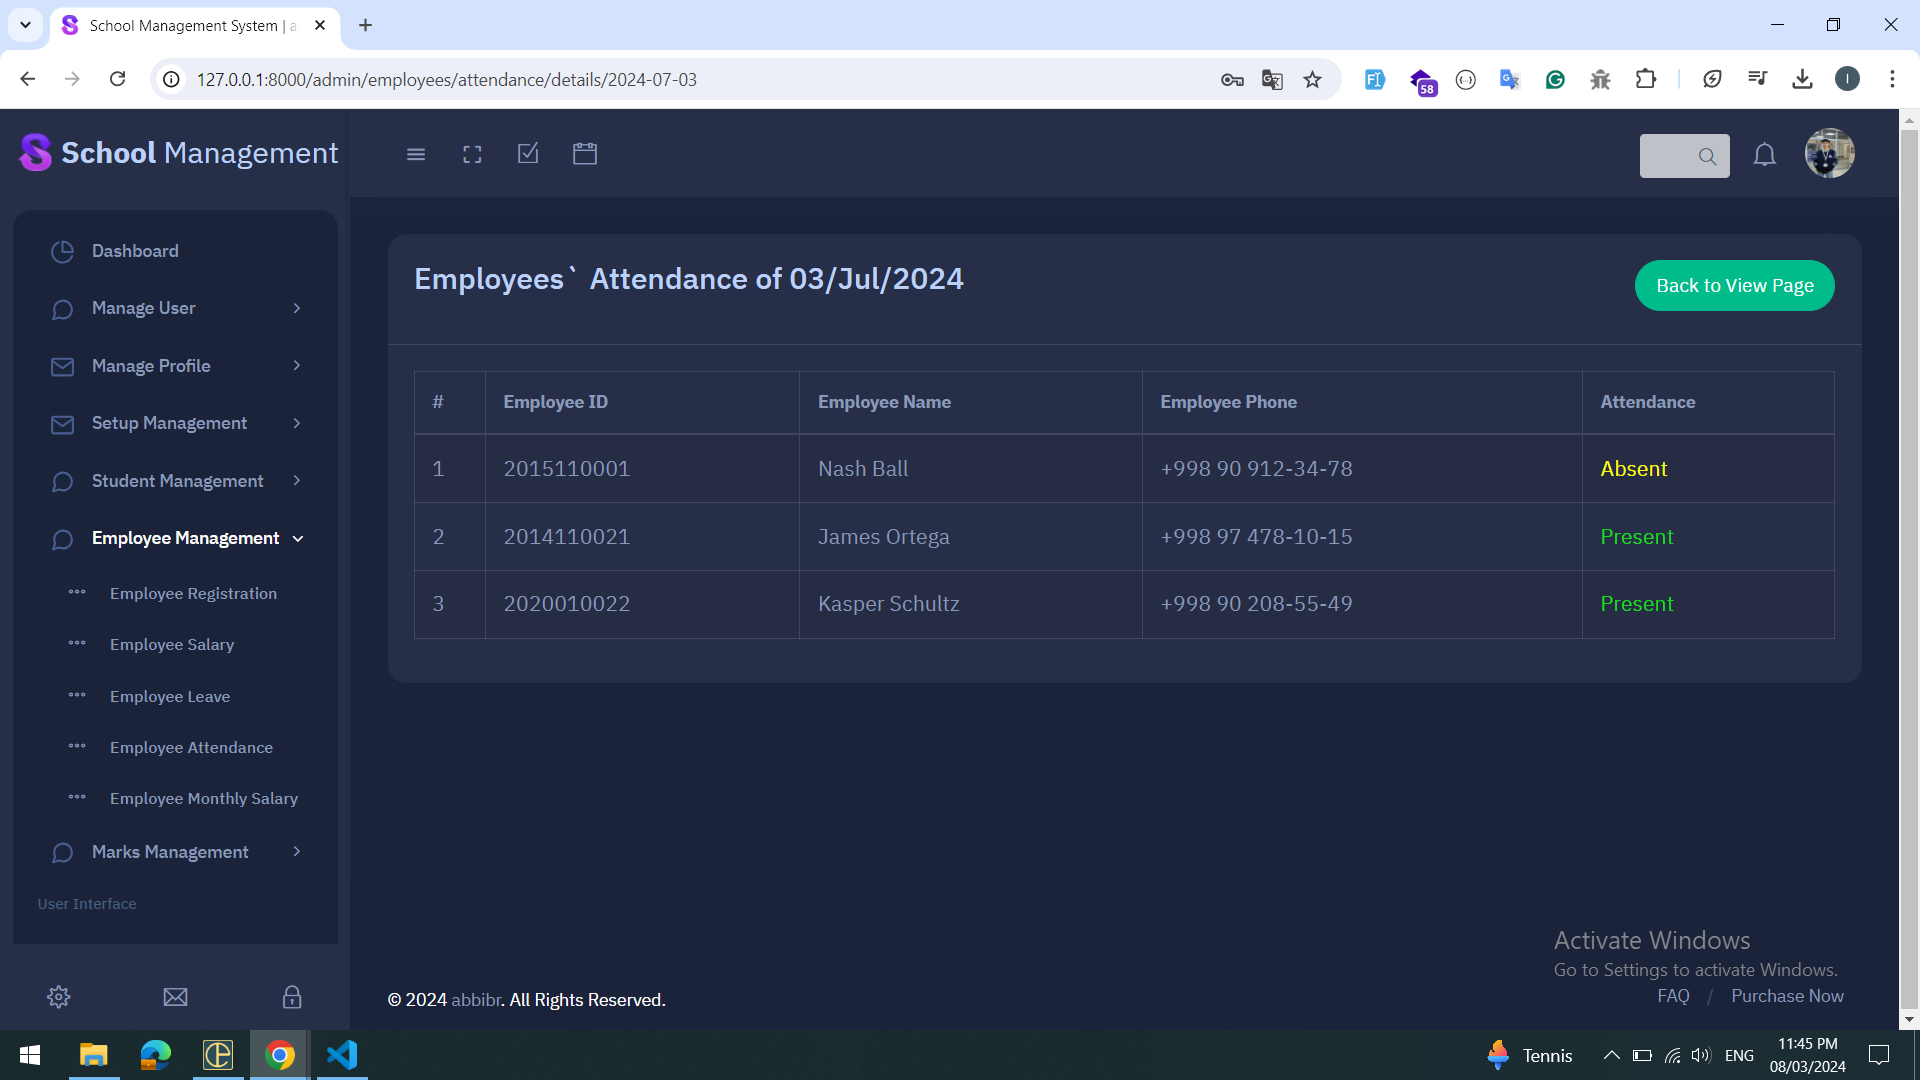 School Management System | a
127.0.0.1:8000/admin/employees/attendance/details/2024-07-03
58
I
School Management
Dashboard
Manage User
Manage Profile
Setup Management
Student Management
Employee Management
Employee Registration
Employee Salary
Employee Leave
Employee Attendance
Employee Monthly Salary
Marks Management
User Interface
Employees` Attendance of 03/Jul/2024
Back to View Page
# Employee ID Employee Name Employee Phone Attendance
1 2015110001 Nash Ball +998 90 912-34-78 Absent
2 2014110021 James Ortega +998 97 478-10-15 Present
3 2020010022 Kasper Schultz +998 90 208-55-49 Present
Activate Windows
Go to Settings to activate Windows.
© 2024 abbibr. All Rights Reserved.
FAQ / Purchase Now
Tennis
ENG
11:45 PM
08/03/2024